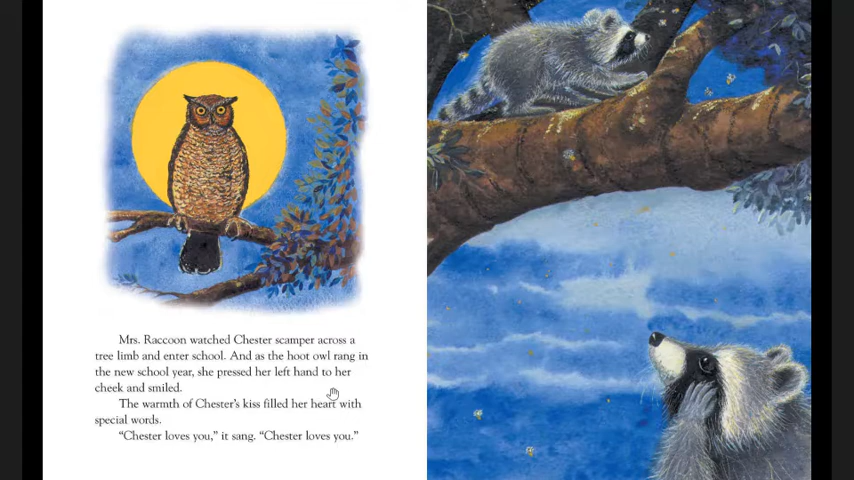 Mrs. Raccoon watched Chester scamper across a
tree limb and enter school. And as the hoot owl rang in
the new school year, she pressed her left hand to her
cheek and smiled.
The warmth of Chester's kiss filled her heart with
special words.
"Chester loves you," it sang. "Chester loves you."